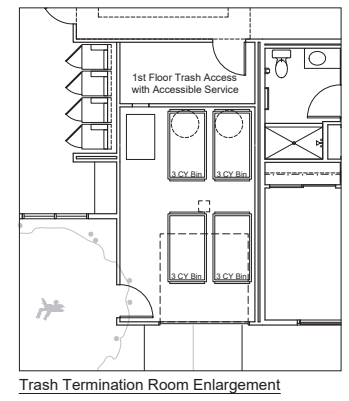 1st Floor Trash Access
with Accessible Service
3 CY Bin
3 CY Bin
3 CY Bin
3 CY Bin
Trash Termination Room Enlargement